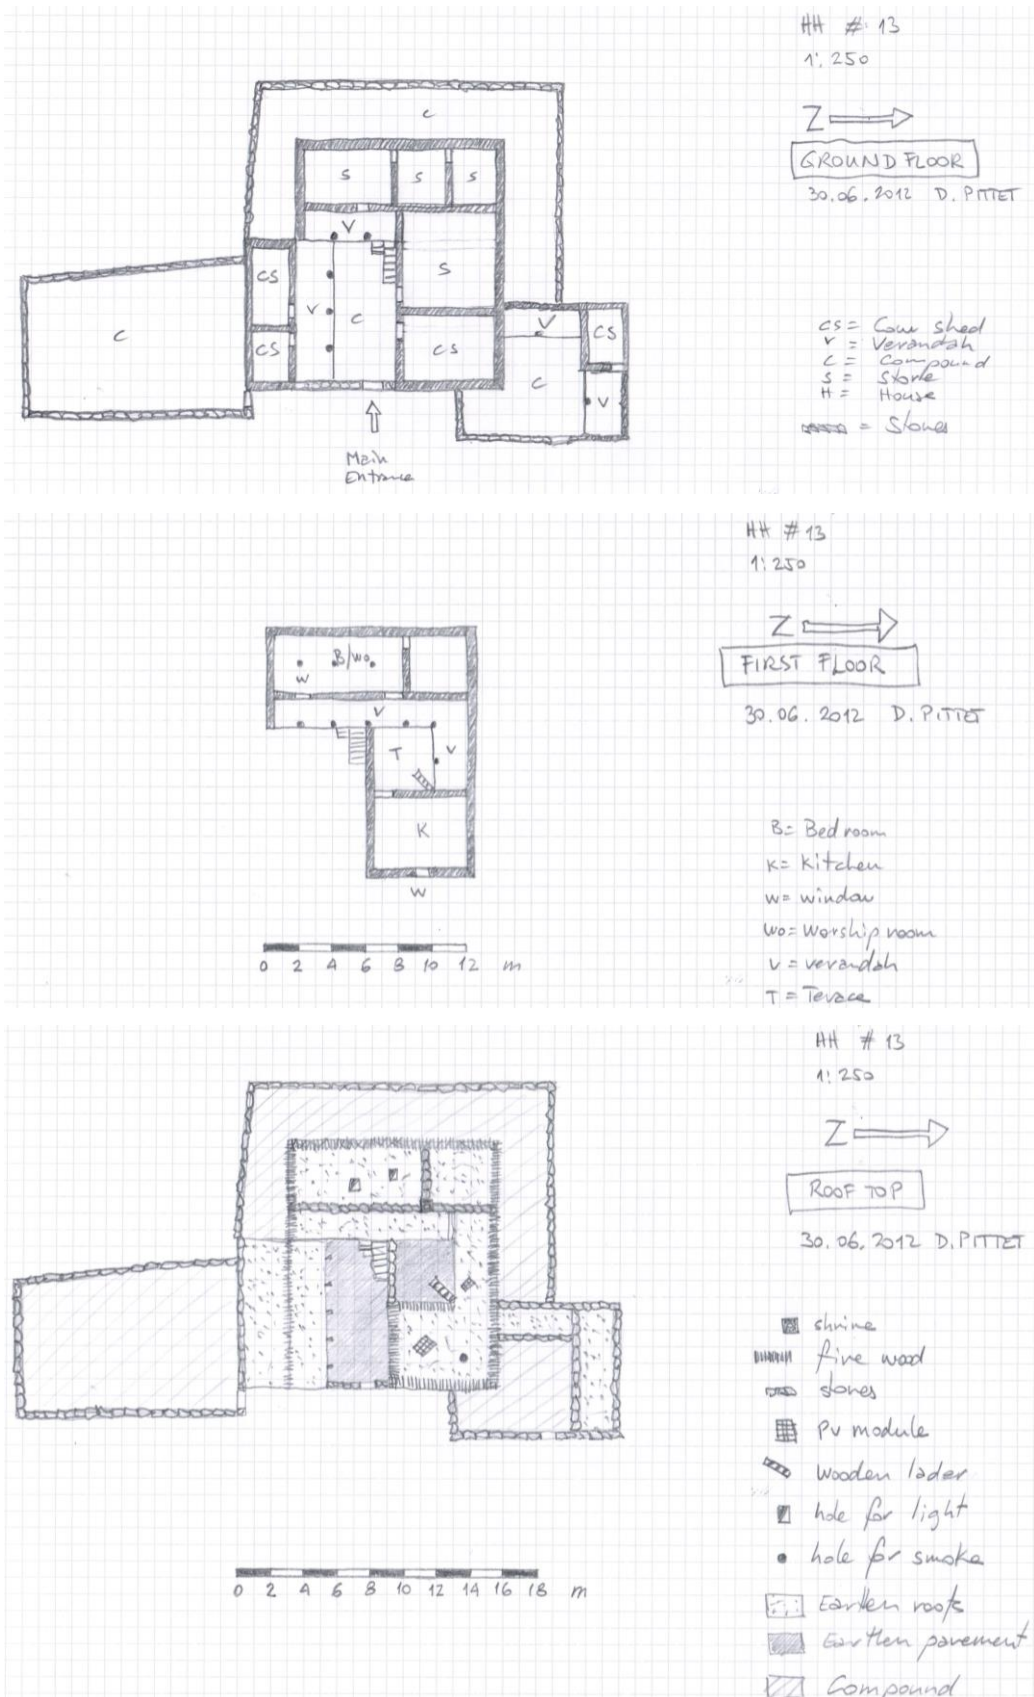 HH # 13
1:250
Z
GROUND FLOOR
30.06.2012 D. PITTET
C
S S S
V
CS
S
V C
C
CS
CS
V
CS
C
V
Main
Entrance
CS = Cow shed
V = Verandah
C = Compound
S = Store
H = House
= Stones
HH # 13
1:250
Z
FIRST FLOOR
30.06.2012 D. PITTET
B/wo
W
V
T V
K
W
0 2 4 6 8 10 12 m
B= Bed room
K= Kitchen
W= window
Wo= Worship room
V = verandah
T = Terace
HH # 13
1:250
Z
ROOF TOP
30.06.2012 D. PITTET
shrine
fire wood
stones
PV module
Wooden lader
hole for light
hole for smoke
Earthen roofs
Earthen pavement
Compound
0 2 4 6 8 10 12 14 16 18 m